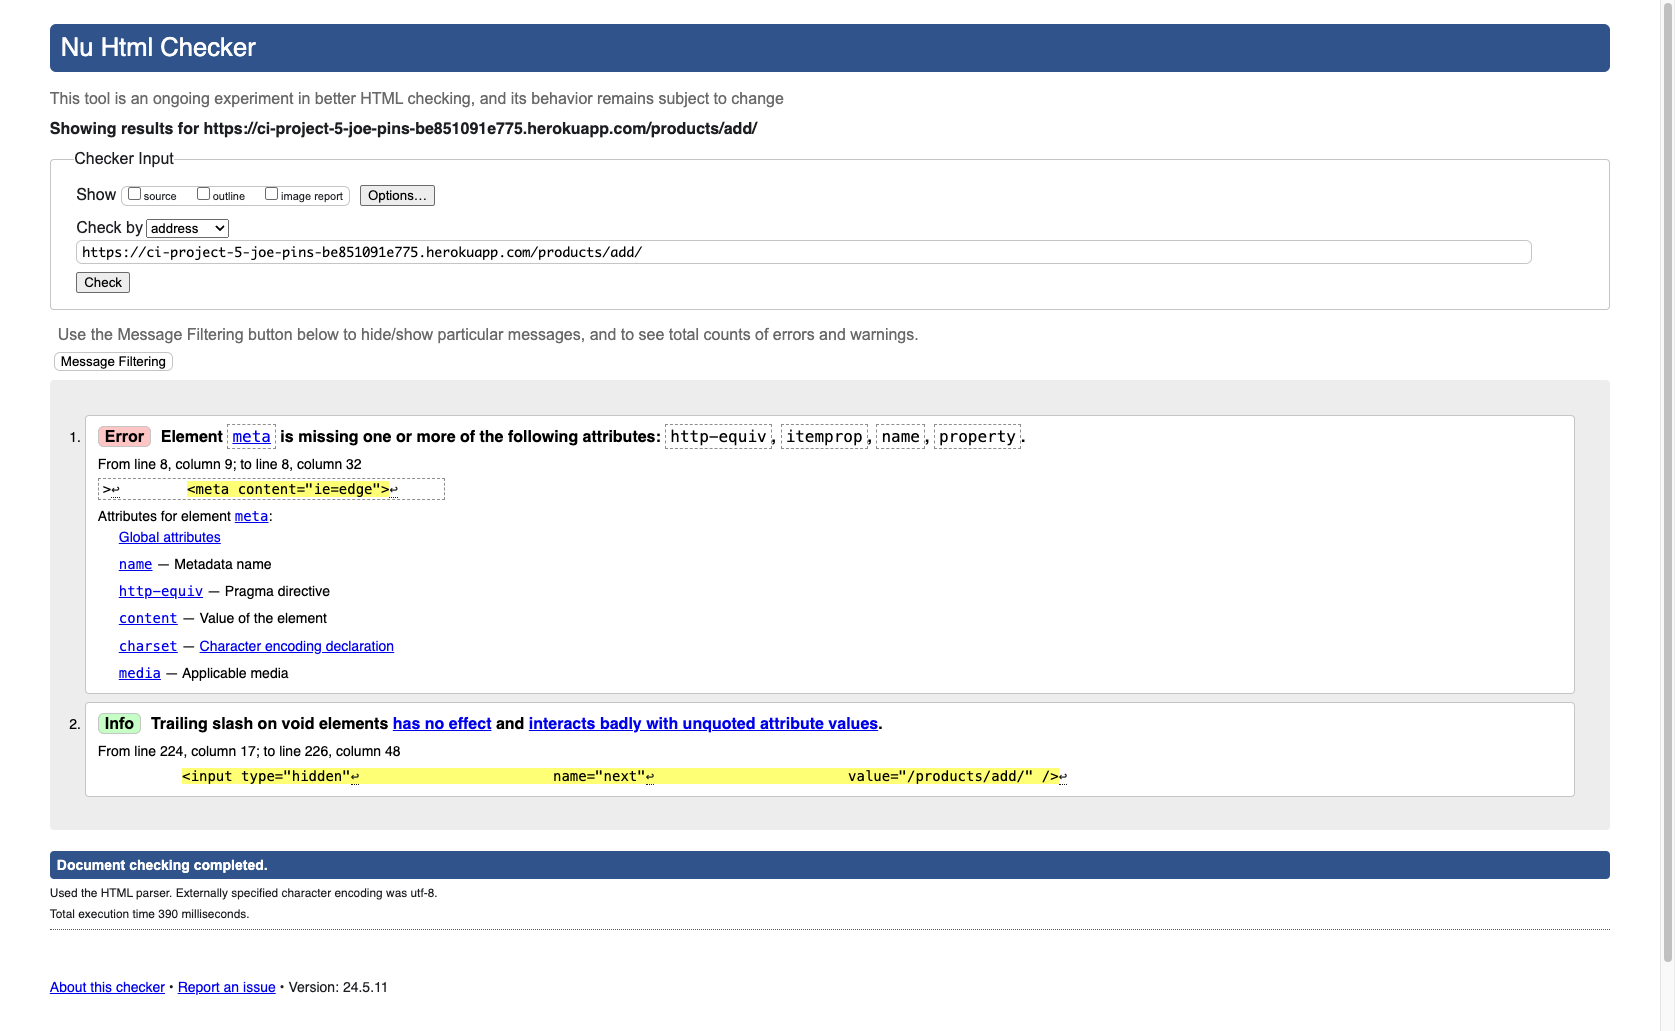 Nu Html Checker
This tool is an ongoing experiment in better HTML checking, and its behavior remains subject to change
Showing results for https://ci-project-5-joe-pins-be851091e775.herokuapp.com/products/add/
Checker Input
Show source outline image report Options...
Check by address
https://ci-project-5-joe-pins-be851091e775.herokuapp.com/products/add/
Check
Use the Message Filtering button below to hide/show particular messages, and to see total counts of errors and warnings.
Message Filtering
1. Error Element meta is missing one or more of the following attributes: http-equiv, itemprop, name, property.
From line 8, column 9; to line 8, column 32
>↩ <meta content="ie=edge">↩
Attributes for element meta:
Global attributes
name — Metadata name
http-equiv — Pragma directive
content — Value of the element
charset — Character encoding declaration
media — Applicable media
2. Info Trailing slash on void elements has no effect and interacts badly with unquoted attribute values.
From line 224, column 17; to line 226, column 48
<input type="hidden"↩ name="next"↩ value="/products/add/" />↩
Document checking completed.
Used the HTML parser. Externally specified character encoding was utf-8.
Total execution time 390 milliseconds.
About this checker • Report an issue • Version: 24.5.11